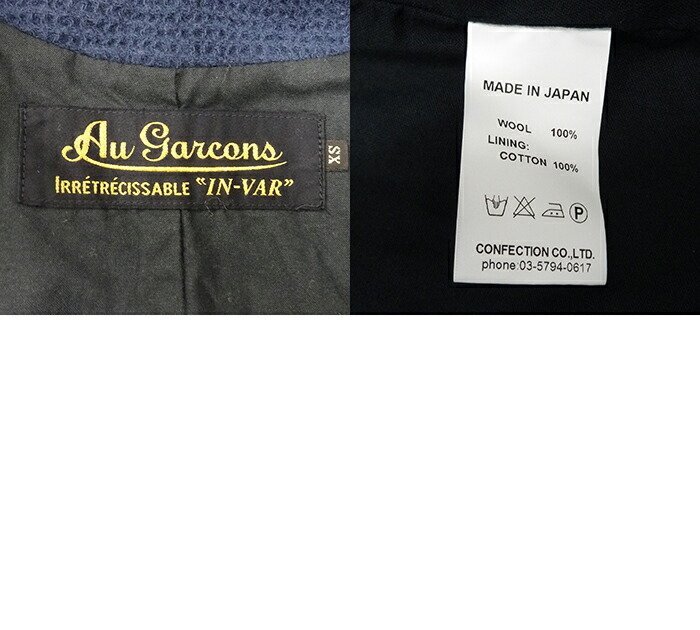 Au Garcons
IRRÉTRÉCISSABLE "IN-VAR"
SX
MADE IN JAPAN
WOOL 100%
LINING:
COTTON 100%
P
CONFECTION CO.,LTD.
phone:03-5794-0617